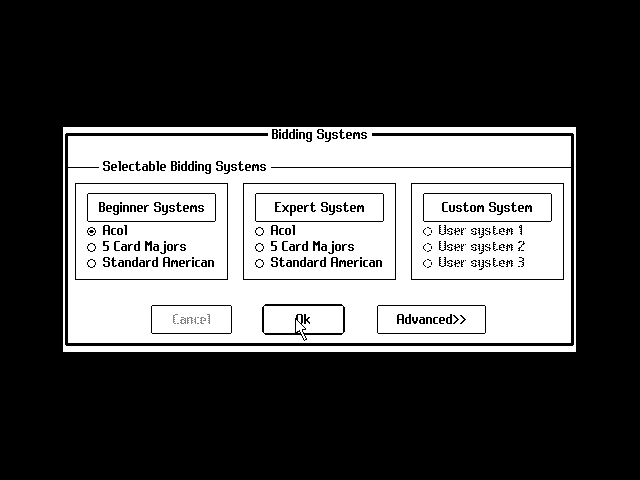 Bidding Systems
Selectable Bidding Systems
Beginner Systems
Acol
5 Card Majors
Standard American
Expert System
Acol
5 Card Majors
Standard American
Custom System
User system 1
User system 2
User system 3
Cancel
Ok
Advanced>>